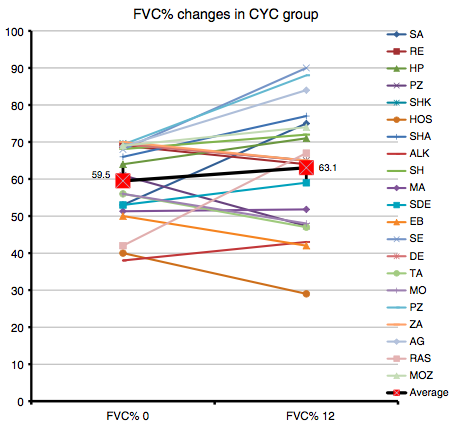 FVC% changes in CYC group
100
90
80
70
60
50
40
30
20
10
0
59.5
63.1
FVC% 0
FVC% 12
SA
RE
HP
PZ
SHK
HOS
SHA
ALK
SH
MA
SDE
EB
SE
DE
TA
MO
PZ
ZA
AG
RAS
MOZ
Average